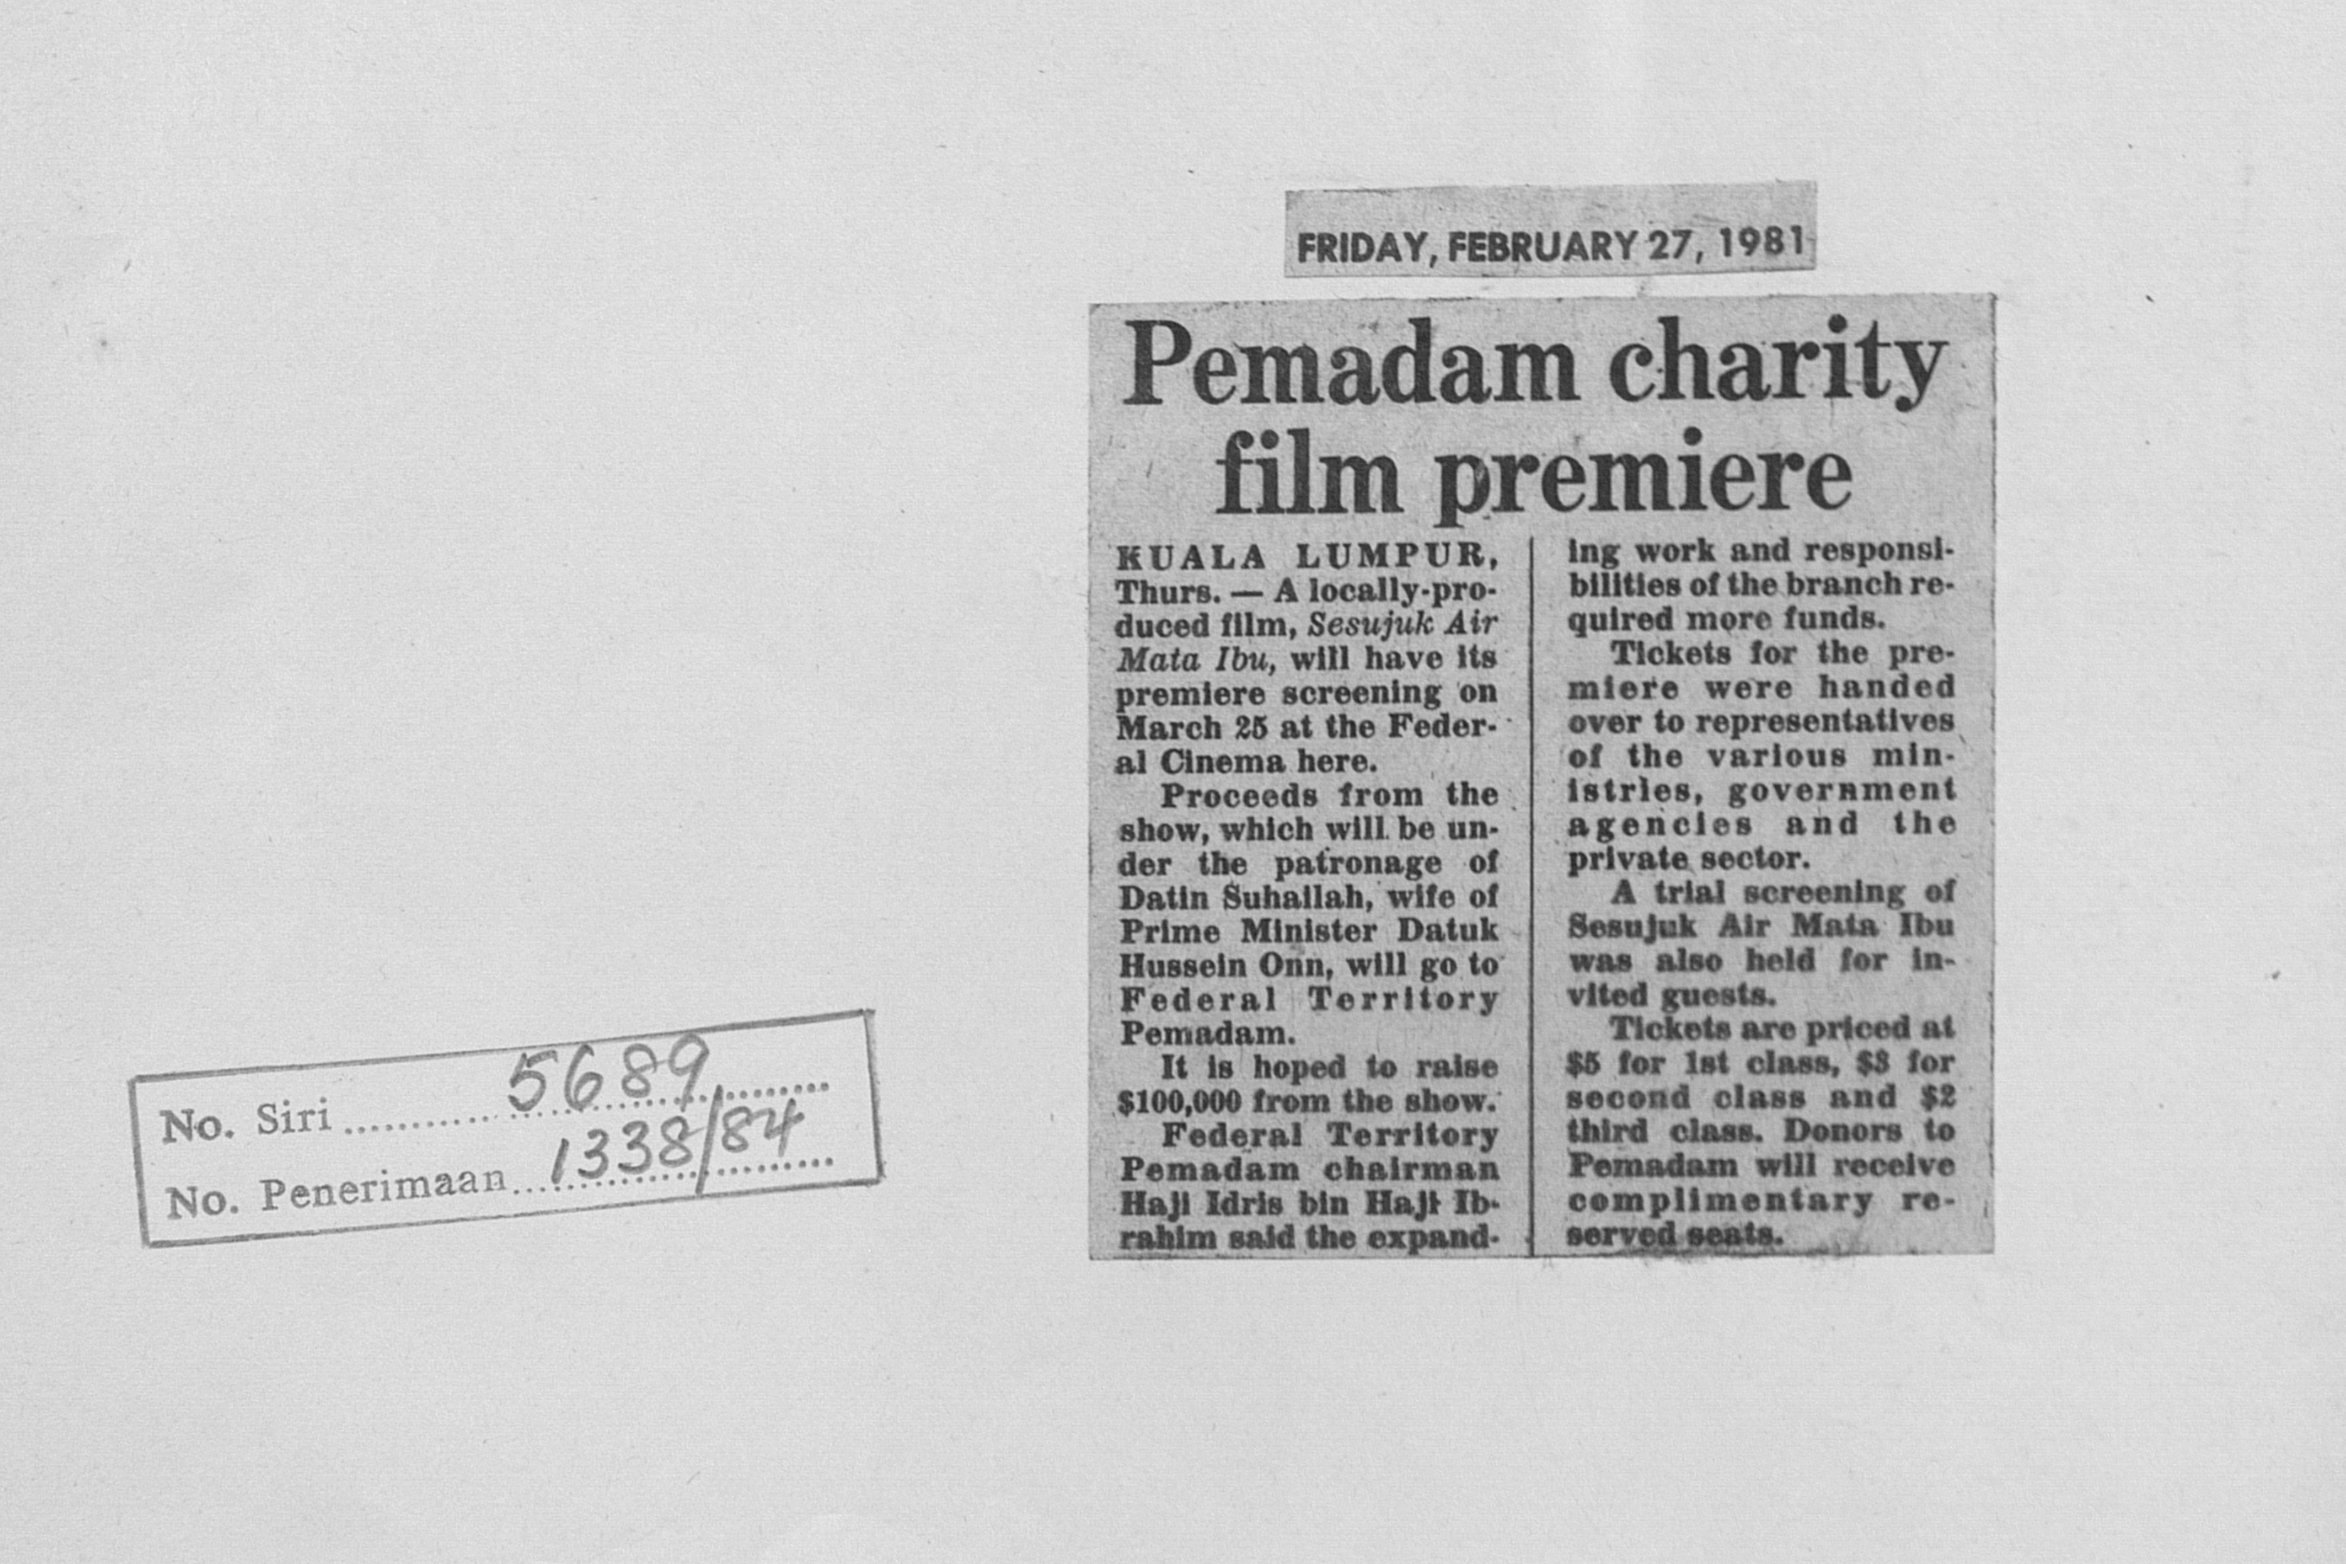 FRIDAY, FEBRUARY 27, 1981
Pemadam charity
film premiere
KUALA LUMPUR,
Thurs. — A locally-pro-
duced film, Sesujuk Air
Mata Ibu, will have its
premiere screening on
March 25 at the Feder-
al Cinema here.
Proceeds from the
show, which will be un-
der the patronage of
Datin Suhailah, wife of
Prime Minister Datuk
Hussein Onn, will go to
Federal Territory
Pemadam.
It is hoped to raise
$100,000 from the show.
Federal Territory
Pemadam chairman
Haji Idris bin Haji Ib-
rahim said the expand-
ing work and responsi-
bilities of the branch re-
quired more funds.
Tickets for the pre-
miere were handed
over to representatives
of the various min-
istries, government
agencies and the
private sector.
A trial screening of
Sesujuk Air Mata Ibu
was also held for in-
vited guests.
Tickets are priced at
$5 for 1st class, $3 for
second class and $2
third class. Donors to
Pemadam will receive
complimentary re-
served seats.
No. Siri 5689
No. Penerimaan 1338/84